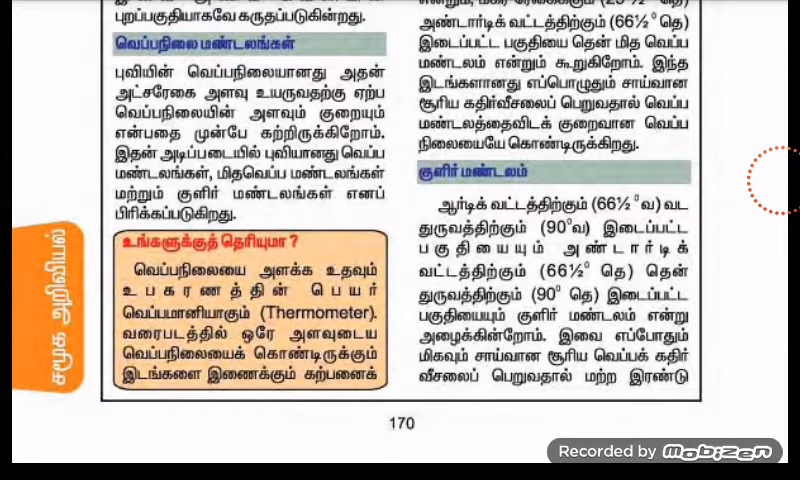 புறப்பகுதியாகவே கருதப்படுகின்றது.
வெப்பநிலை மண்டலங்கள்
புவியின் வெப்பநிலையானது அதன்
அட்சரேகை அளவு உயருவதற்கு ஏற்ப
வெப்பநிலையின் அளவும் குறையும்
என்பதை முன்பே கற்றிருக்கிறோம்.
இதன் அடிப்படையில் புவியானது வெப்ப
மண்டலங்கள், மிதவெப்ப மண்டலங்கள்
மற்றும் குளிர் மண்டலங்கள் எனப்
பிரிக்கப்படுகிறது.
உங்களுக்குத் தெரியுமா ?
வெப்பநிலையை அளக்க உதவும்
உபகரணத்தின் பெயர்
வெப்பமானியாகும் (Thermometer).
வரைபடத்தில் ஒரே அளவுடைய
வெப்பநிலையைக் கொண்டிருக்கும்
இடங்களை இணைக்கும் கற்பனைக்
அண்டார்டிக் வட்டத்திற்கும் (66½° தெ)
இடைப்பட்ட பகுதியை தென் மித வெப்ப
மண்டலம் என்றும் கூறுகிறோம். இந்த
இடங்களானது எப்பொழுதும் சாய்வான
சூரிய கதிர்வீசலைப் பெறுவதால் வெப்ப
மண்டலத்தைவிடக் குறைவான வெப்ப
நிலையையே கொண்டிருக்கிறது.
குளிர் மண்டலம்
ஆர்டிக் வட்டத்திற்கும் (66½°வ) வட
துருவத்திற்கும் (90°வ) இடைப்பட்ட
பகுதியையும் அண்டார்டிக்
வட்டத்திற்கும் (66½° தெ) தென்
துருவத்திற்கும் (90° தெ) இடைப்பட்ட
பகுதியையும் குளிர் மண்டலம் என்று
அழைக்கின்றோம். இவை எப்போதும்
மிகவும் சாய்வான சூரிய வெப்பக் கதிர்
வீசலைப் பெறுவதால் மற்ற இரண்டு
சமூக அறிவியல்
170
Recorded by mobizen